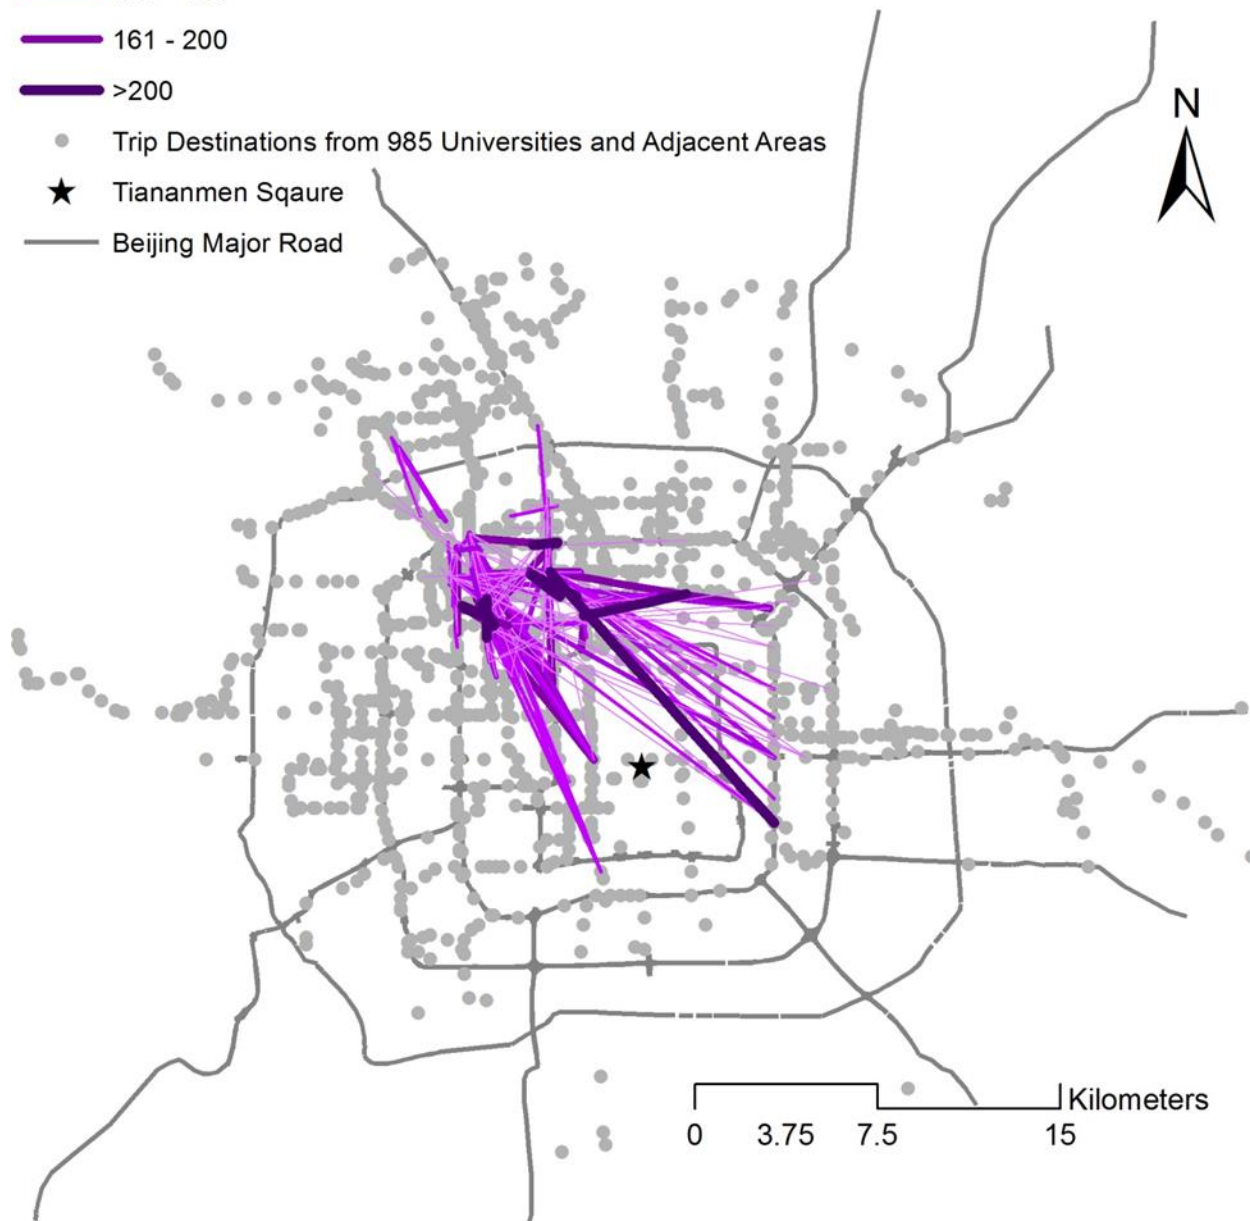 161 - 200
>200
Trip Destinations from 985 Universities and Adjacent Areas
Tiananmen Sqaure
Beijing Major Road
N
Kilometers
0 3.75 7.5 15